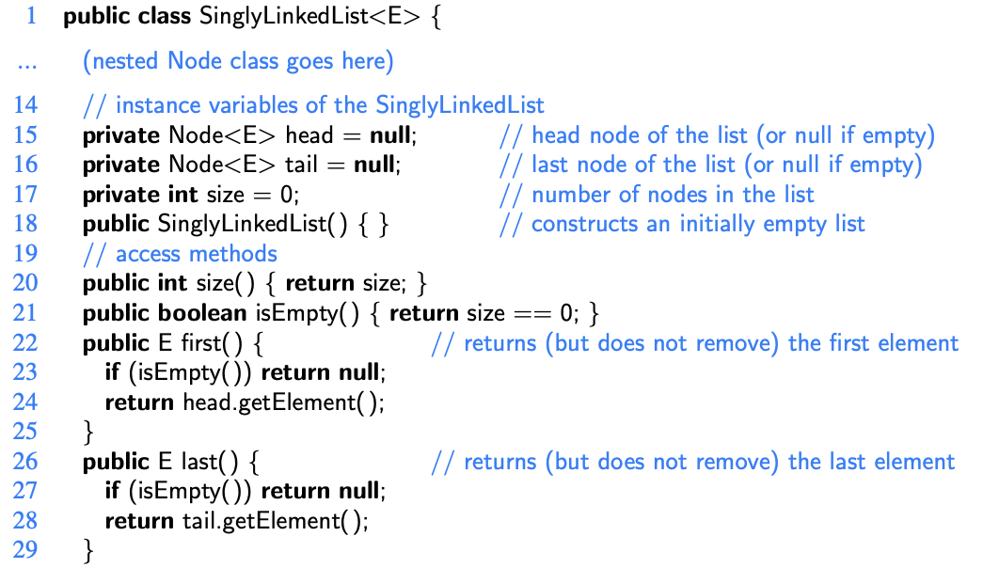 1 public class SinglyLinkedList<E> {
... (nested Node class goes here)
14 // instance variables of the SinglyLinkedList
15 private Node<E> head = null; // head node of the list (or null if empty)
16 private Node<E> tail = null; // last node of the list (or null if empty)
17 private int size = 0; // number of nodes in the list
18 public SinglyLinkedList() { } // constructs an initially empty list
19 // access methods
20 public int size() { return size; }
21 public boolean isEmpty() { return size == 0; }
22 public E first() { // returns (but does not remove) the first element
23 if (isEmpty()) return null;
24 return head.getElement();
25 }
26 public E last() { // returns (but does not remove) the last element
27 if (isEmpty()) return null;
28 return tail.getElement();
29 }